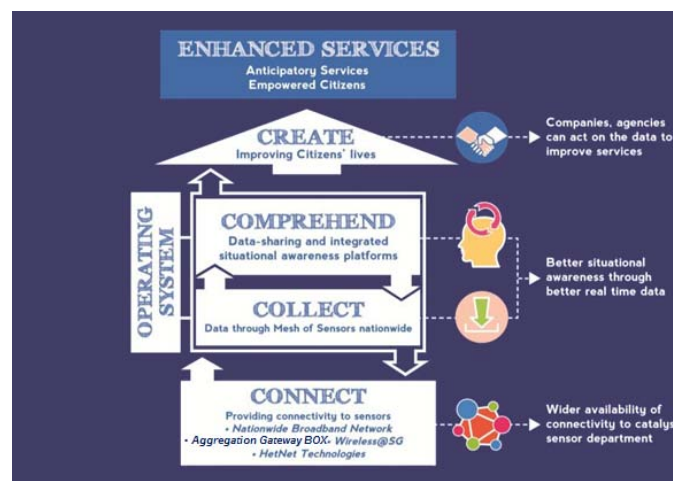 ENHANCED SERVICES
Anticipatory Services
Empowered Citizens
CREATE
Improving Citizens' lives
Companies, agencies
can act on the data to
improve services
OPERATING
SYSTEM
COMPREHEND
Data-sharing and integrated
situational awareness platforms
COLLECT
Data through Mesh of Sensors nationwide
Better situational
awareness through
better real time data
CONNECT
Providing connectivity to sensors
• Nationwide Broadband Network
• Aggregation Gateway BOX• Wireless@SG
• HetNet Technologies
Wider availability of
connectivity to catalys
sensor department